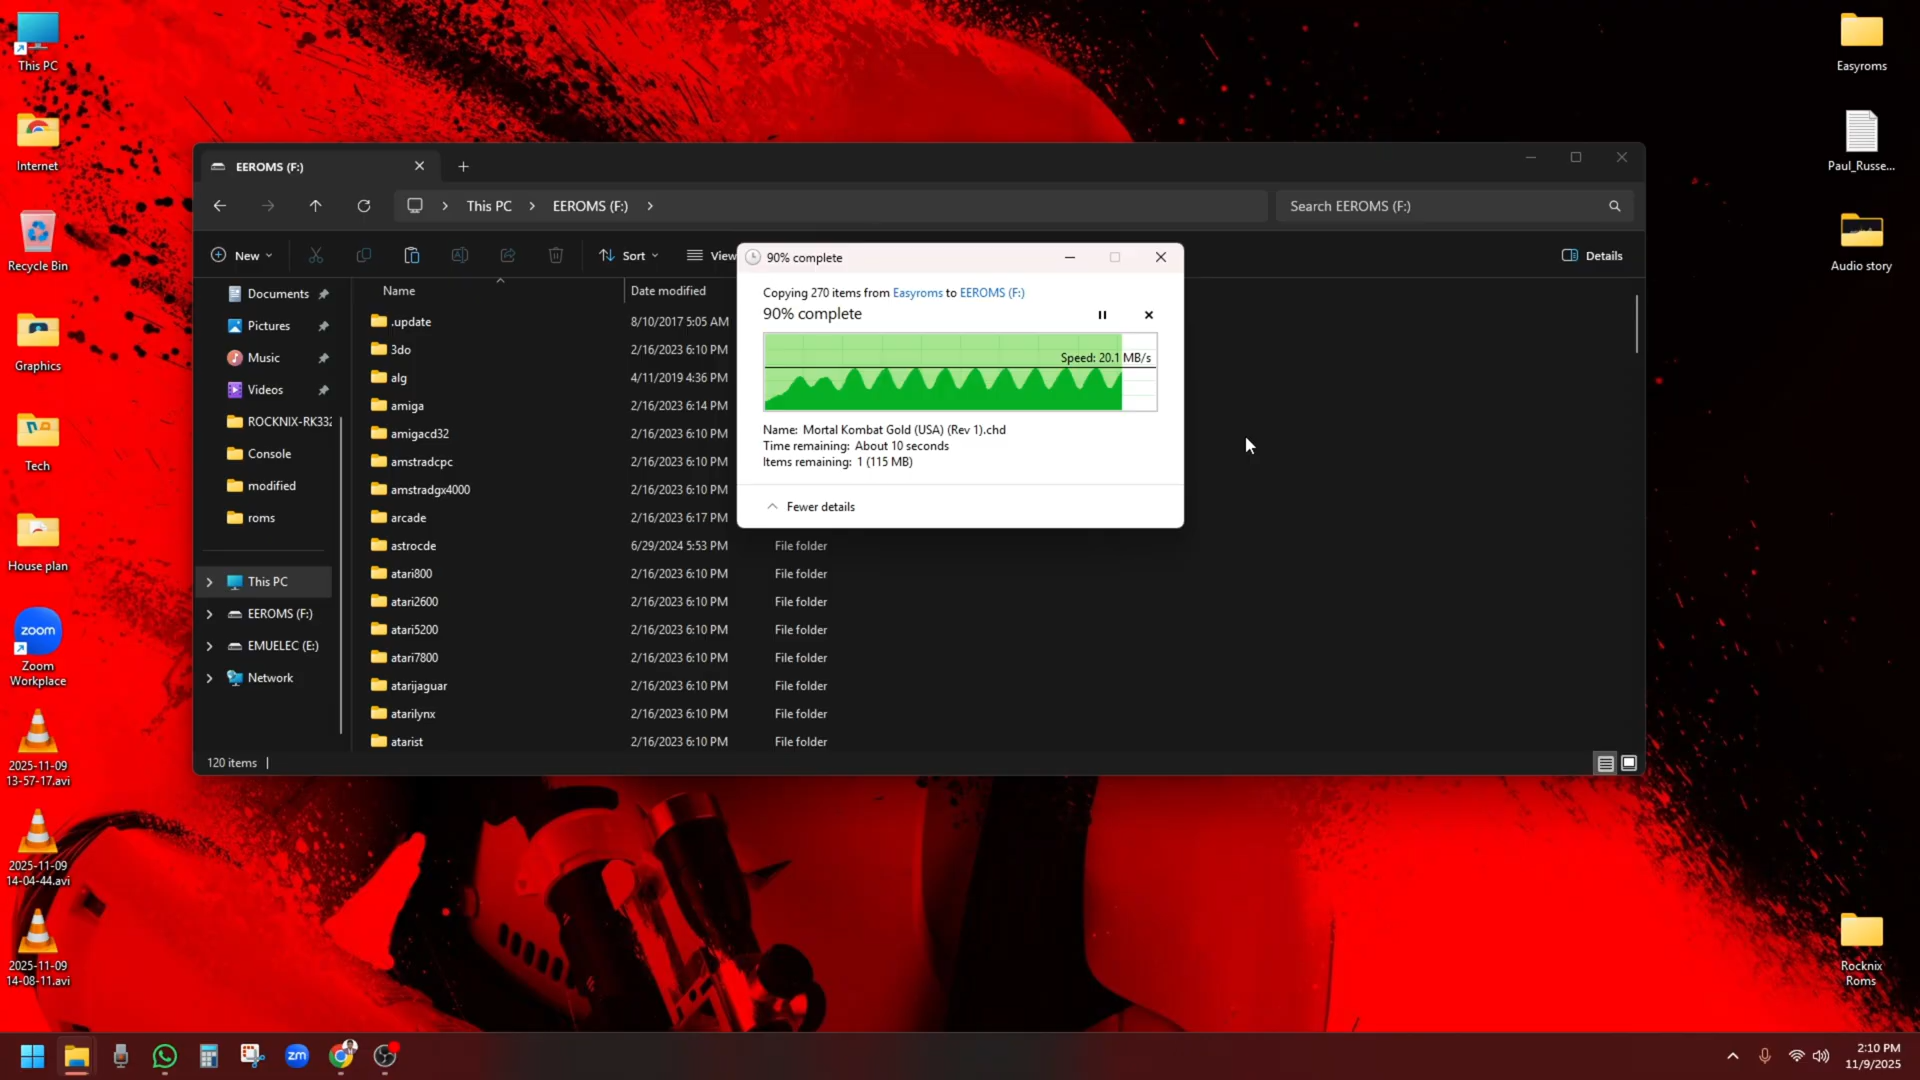 This PC
Internet
Recycle Bin
Graphics
Tech
House plan
zoom
Zoom
Workplace
2025-11-09
13-57-17.avi
2025-11-09
14-04-44.avi
2025-11-09
14-08-11.avi
Easyroms
Paul_Russe...
Audio story
Rocknix
Roms
EEROMS (F:)
This PC
EEROMS (F:)
Search EEROMS (F:)
New
Sort
View
Details
Documents
Pictures
Music
Videos
ROCKNIX-RK332
Console
modified
roms
This PC
EEROMS (F:)
EMUELEC (E:)
Network
Name Date modified
.update 8/10/2017 5:05 AM
3do 2/16/2023 6:10 PM
alg 4/11/2019 4:36 PM
amiga 2/16/2023 6:14 PM
amigacd32 2/16/2023 6:10 PM
amstradcpc 2/16/2023 6:10 PM
amstradgx4000 2/16/2023 6:10 PM
arcade 2/16/2023 6:17 PM
astrocde 6/29/2024 5:53 PM File folder
atari800 2/16/2023 6:10 PM File folder
atari2600 2/16/2023 6:10 PM File folder
atari5200 2/16/2023 6:10 PM File folder
atari7800 2/16/2023 6:10 PM File folder
atarijaguar 2/16/2023 6:10 PM File folder
atarilynx 2/16/2023 6:10 PM File folder
atarist 2/16/2023 6:10 PM File folder
120 items
90% complete
Copying 270 items from Easyroms to EEROMS (F:)
90% complete
Speed: 20.1 MB/s
Name: Mortal Kombat Gold (USA) (Rev 1).chd
Time remaining: About 10 seconds
Items remaining: 1 (115 MB)
Fewer details
zm
2:10 PM
11/9/2025